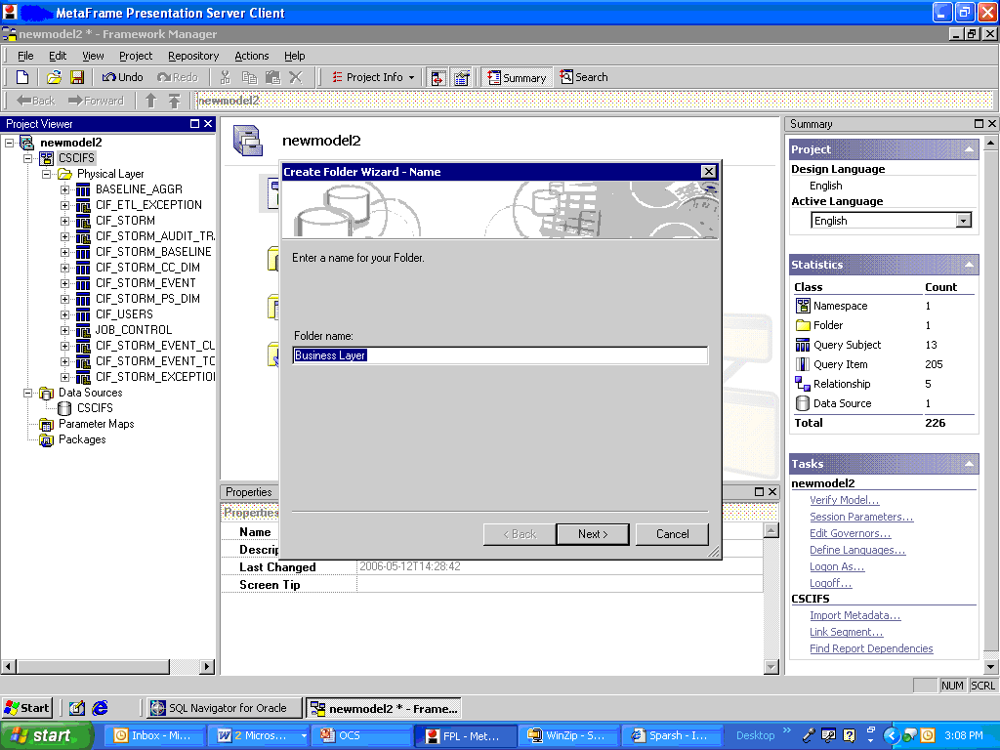 MetaFrame Presentation Server Client
newmodel2 * - Framework Manager
File Edit View Project Repository Actions Help
Undo Redo Project Info Summary Search
Back Forward newmodel2
Project Viewer
newmodel2
CSCIFS
Physical Layer
BASELINE_AGGR
CIF_ETL_EXCEPTION
CIF_STORM
CIF_STORM_AUDIT_TR
CIF_STORM_BASELINE
CIF_STORM_CC_DIM
CIF_STORM_EVENT
CIF_STORM_PS_DIM
CIF_USERS
JOB_CONTROL
CIF_STORM_EVENT_CL
CIF_STORM_EVENT_TC
CIF_STORM_EXCEPTIO
Data Sources
CSCIFS
Parameter Maps
Packages
newmodel2
Create Folder Wizard - Name
Enter a name for your Folder.
Folder name:
Business Layer
< Back Next > Cancel
Properties
Properties
Name
Descrip
Last Changed 2006-05-12T14:28:42
Screen Tip
Summary
Project
Design Language
English
Active Language
English
Statistics
Class Count
Namespace 1
Folder 1
Query Subject 13
Query Item 205
Relationship 5
Data Source 1
Total 226
Tasks
newmodel2
Verify Model...
Session Parameters...
Edit Governors...
Define Languages...
Logon As...
Logoff...
CSCIFS
Import Metadata...
Link Segment...
Find Report Dependencies
NUM SCRL
Start SQL Navigator for Oracle newmodel2 * - Frame...
start Inbox - Mi... 2 Micros... OCS FPL - Met... WinZip - S... Sparsh - I... Desktop » 3:08 PM